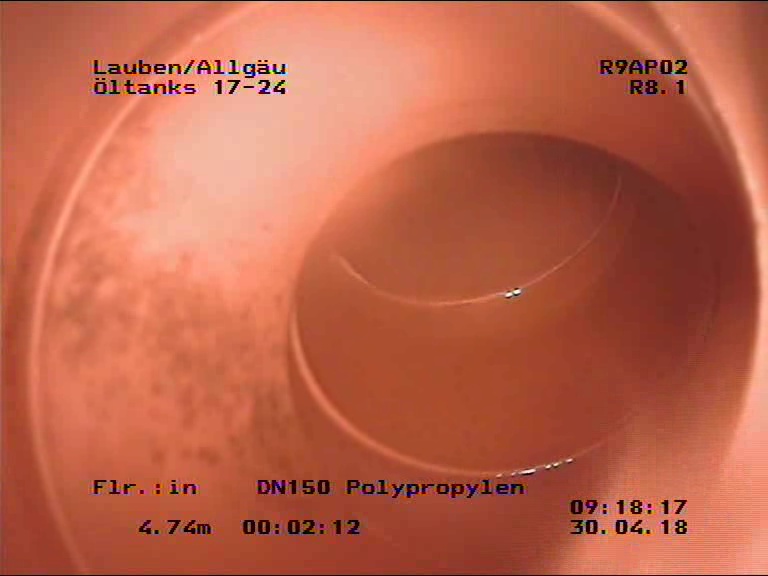 Lauben/Allgäu
Öltanks 17-24
R9AP02
R8.1
Flr.:in DN150 Polypropylen
09:18:17
4.74m 00:02:12
30.04.18